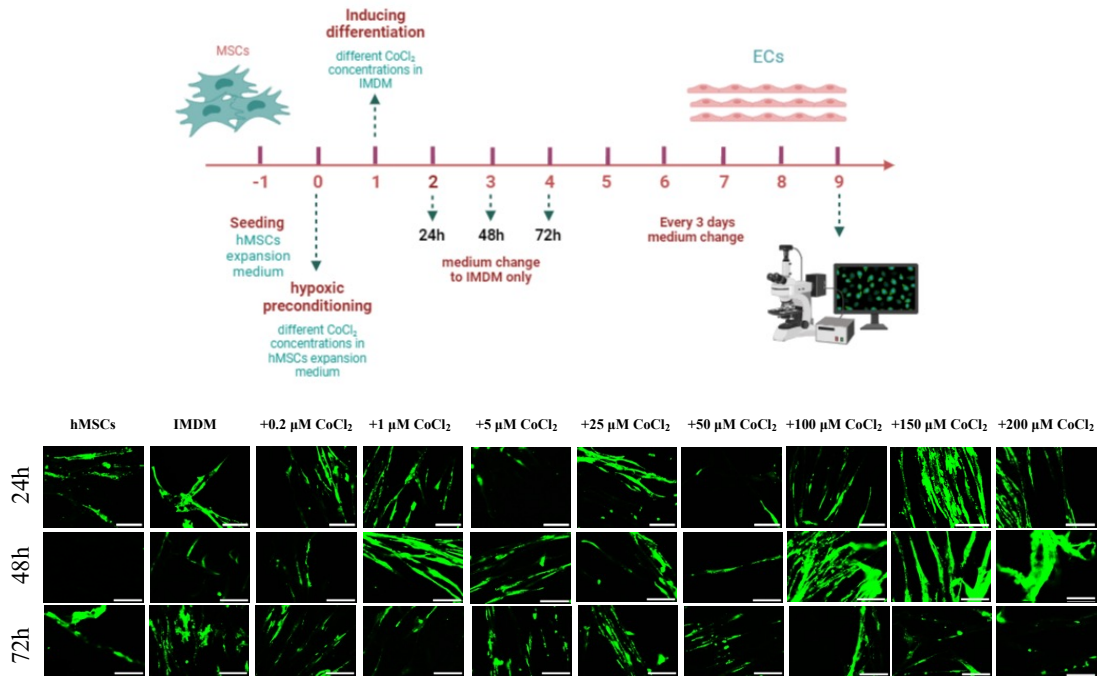 Inducing
differentiation
different CoCl₂
concentrations in
IMDM
MSCs
ECs
-1 0 1 2 3 4 5 6 7 8 9
Seeding
hMSCs
expansion
medium
hypoxic
preconditioning
different CoCl₂
concentrations in
hMSCs expansion
medium
24h 48h 72h
medium change
to IMDM only
Every 3 days
medium change
hMSCs IMDM +0.2 μM CoCl₂ +1 μM CoCl₂ +5 μM CoCl₂ +25 μM CoCl₂ +50 μM CoCl₂ +100 μM CoCl₂ +150 μM CoCl₂ +200 μM CoCl₂
24h
48h
72h